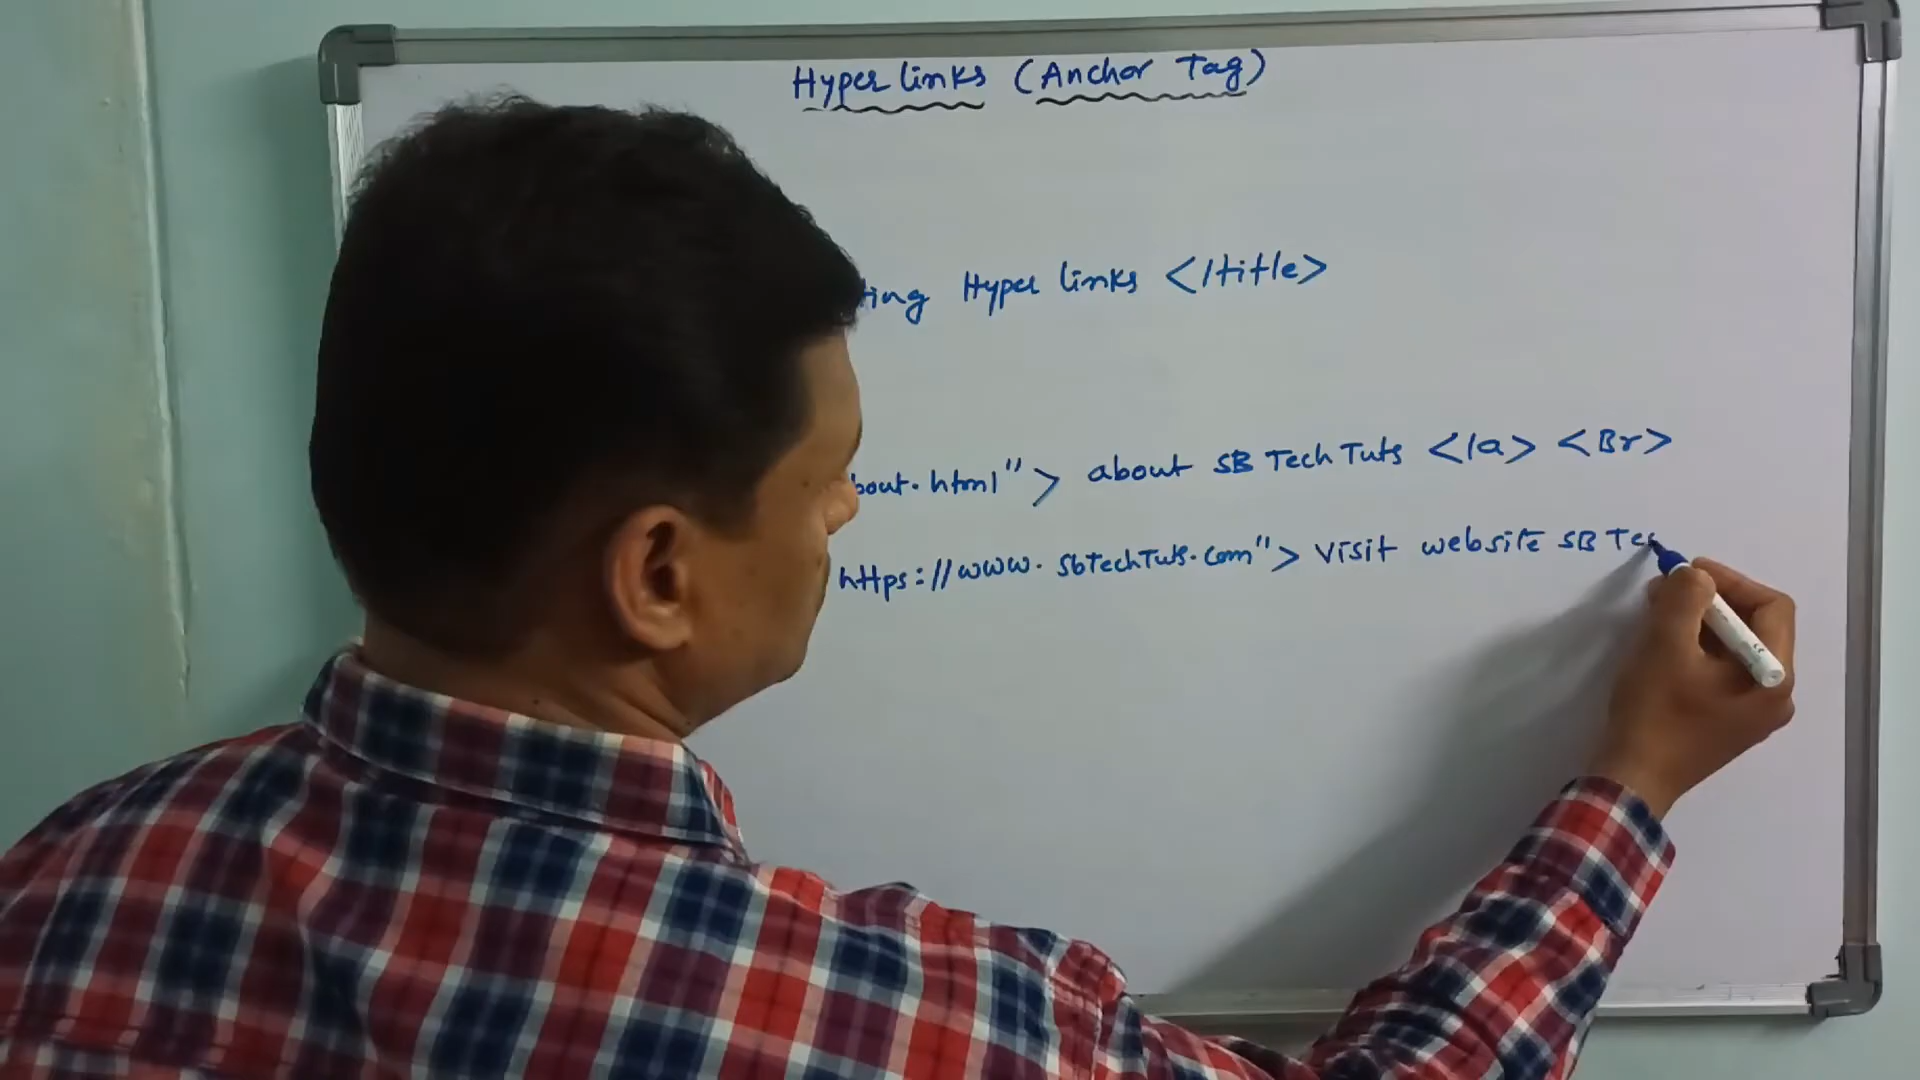 Hyper links (Anchor Tag)
ting Hyper links </title>
bout.html"> about SB Tech Tuts </a> <Br>
https://www.sbTechTuts.com"> visit website SB Tec